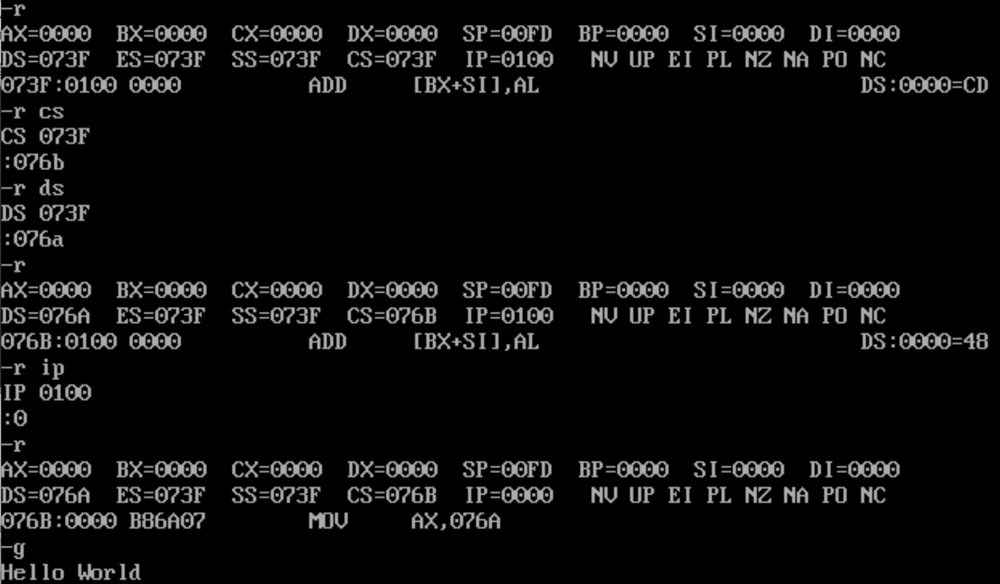 -r
AX=0000  BX=0000  CX=0000  DX=0000  SP=00FD  BP=0000  SI=0000  DI=0000
DS=073F  ES=073F  SS=073F  CS=073F  IP=0100   NV UP EI PL NZ NA PO NC
073F:0100 0000          ADD     [BX+SI],AL                         DS:0000=CD
-r cs
CS 073F
:076b
-r ds
DS 073F
:076a
-r
AX=0000  BX=0000  CX=0000  DX=0000  SP=00FD  BP=0000  SI=0000  DI=0000
DS=076A  ES=073F  SS=073F  CS=076B  IP=0100   NV UP EI PL NZ NA PO NC
076B:0100 0000          ADD     [BX+SI],AL                         DS:0000=48
-r ip
IP 0100
:0
-r
AX=0000  BX=0000  CX=0000  DX=0000  SP=00FD  BP=0000  SI=0000  DI=0000
DS=076A  ES=073F  SS=073F  CS=076B  IP=0000   NV UP EI PL NZ NA PO NC
076B:0000 B86A07        MOV     AX,076A
-g
Hello World